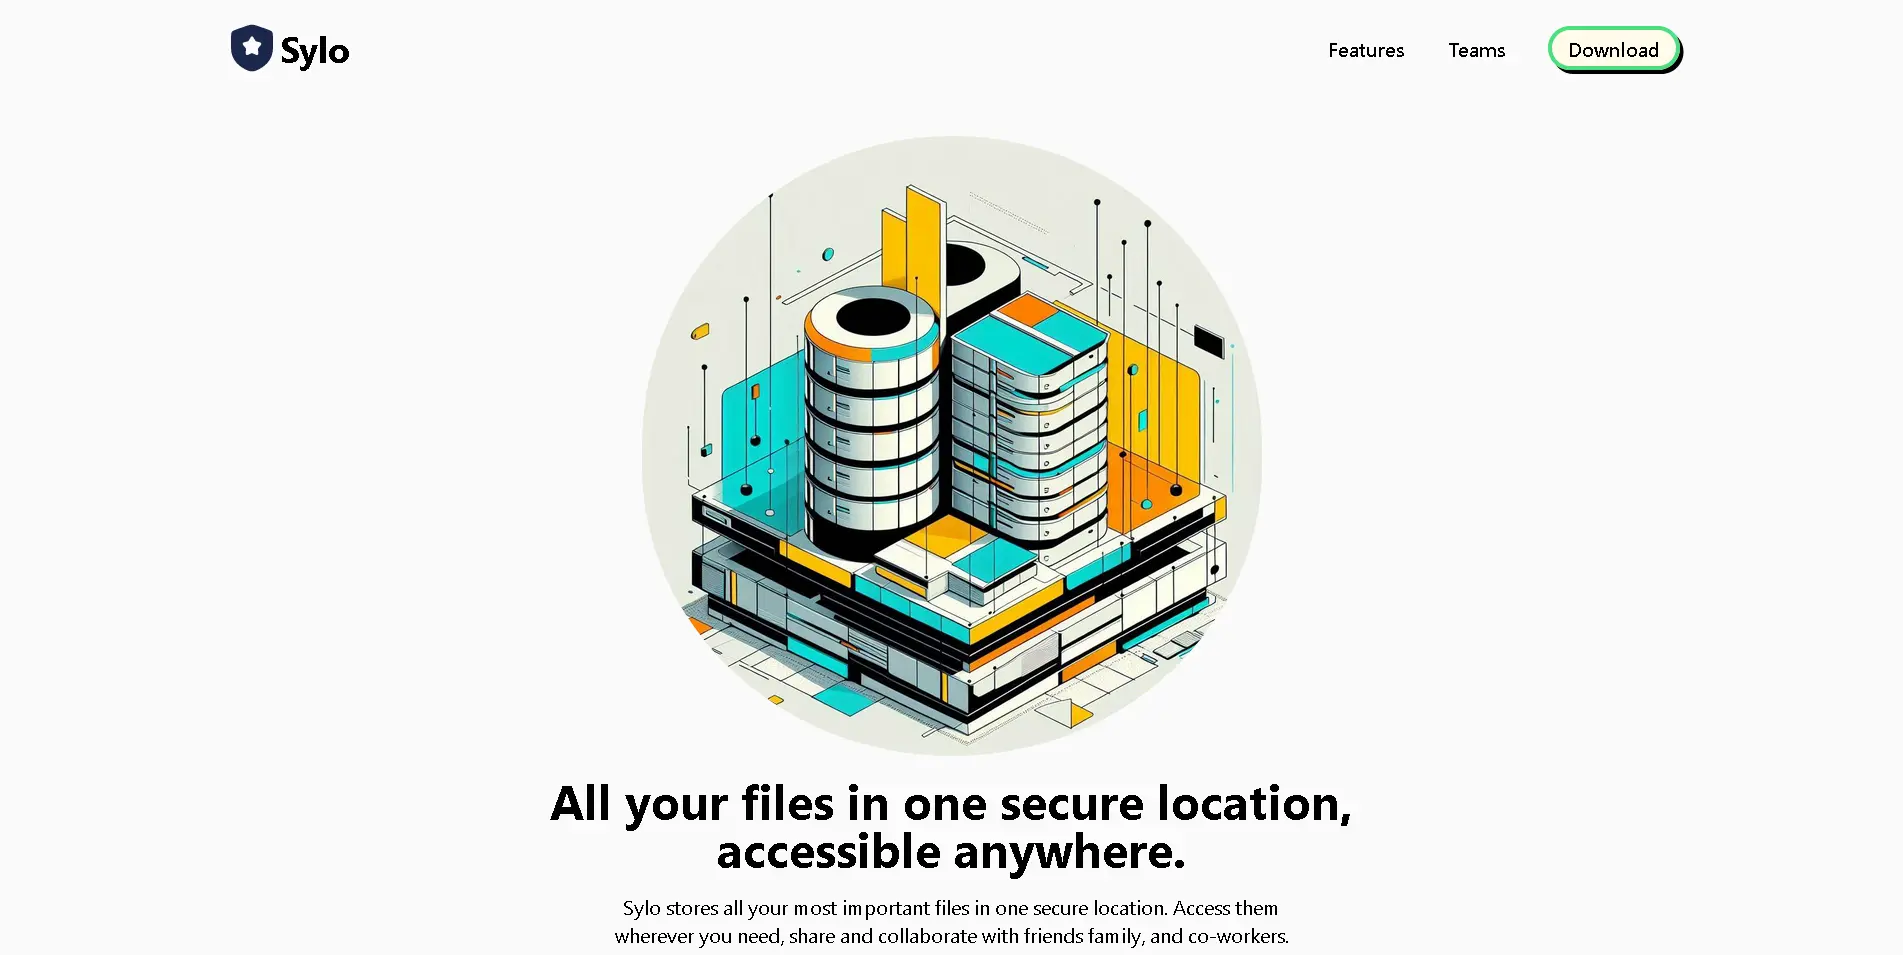 Sylo
Features
Teams
Download
All your files in one secure location,
accessible anywhere.
Sylo stores all your most important files in one secure location. Access them
wherever you need, share and collaborate with friends family, and co-workers.